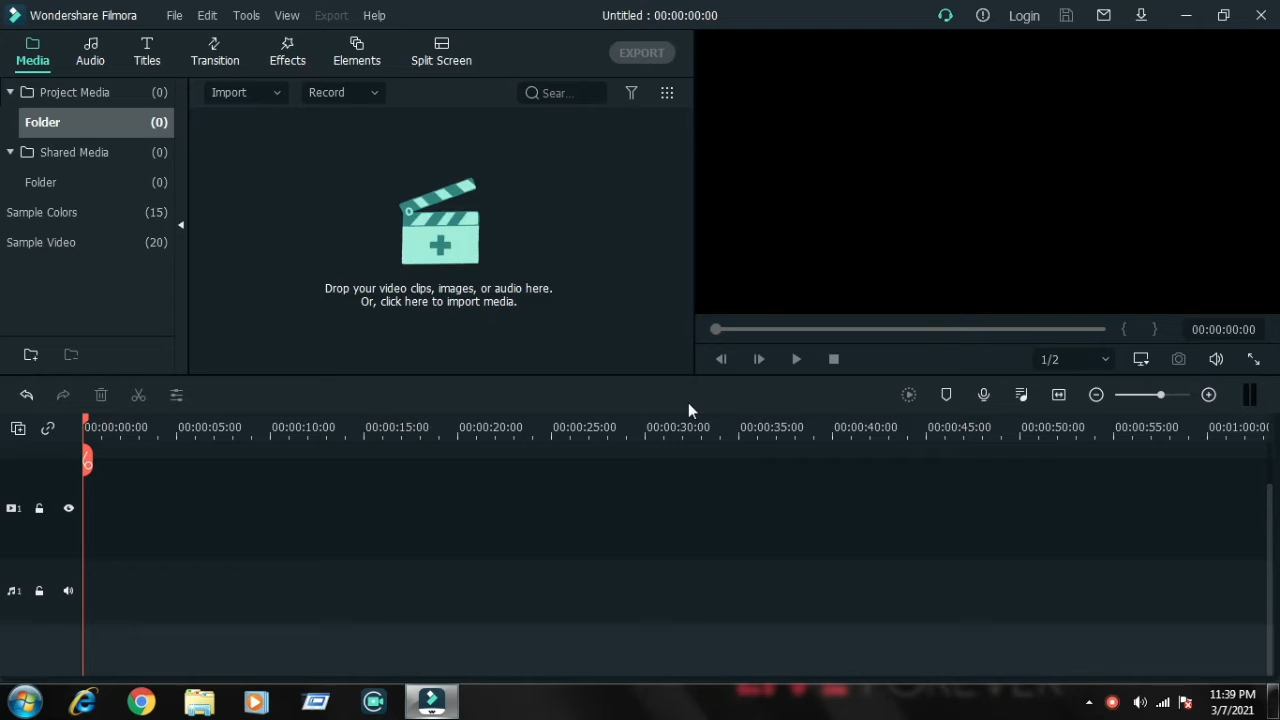 Wondershare Filmora File Edit Tools View Export Help Untitled : 00:00:00:00 Login
Media Audio Titles Transition Effects Elements Split Screen EXPORT
Project Media (0)
Folder (0)
Shared Media (0)
Folder (0)
Sample Colors (15)
Sample Video (20)
Import Record Sear...
Drop your video clips, images, or audio here.
Or, click here to import media.
{ } 00:00:00:00
1/2
00:00:00:00 00:00:05:00 00:00:10:00 00:00:15:00 00:00:20:00 00:00:25:00 00:00:30:00 00:00:35:00 00:00:40:00 00:00:45:00 00:00:50:00 00:00:55:00 00:01:00:00
1
1
LIVE FOREVER
11:39 PM
3/7/2021